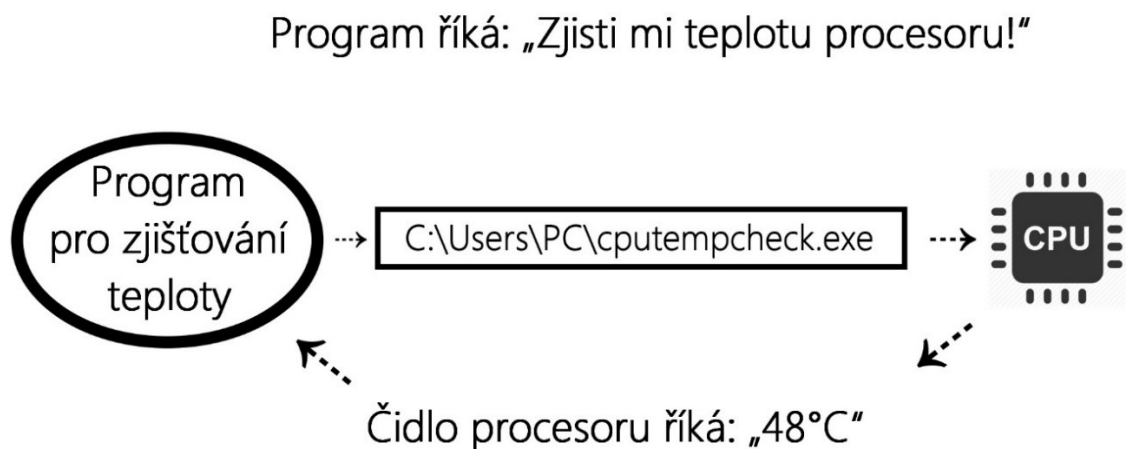 Program říká: „Zjisti mi teplotu procesoru!“
Program
pro zjišťování
teploty
C:\Users\PC\cputempcheck.exe
CPU
Čidlo procesoru říká: „48°C“